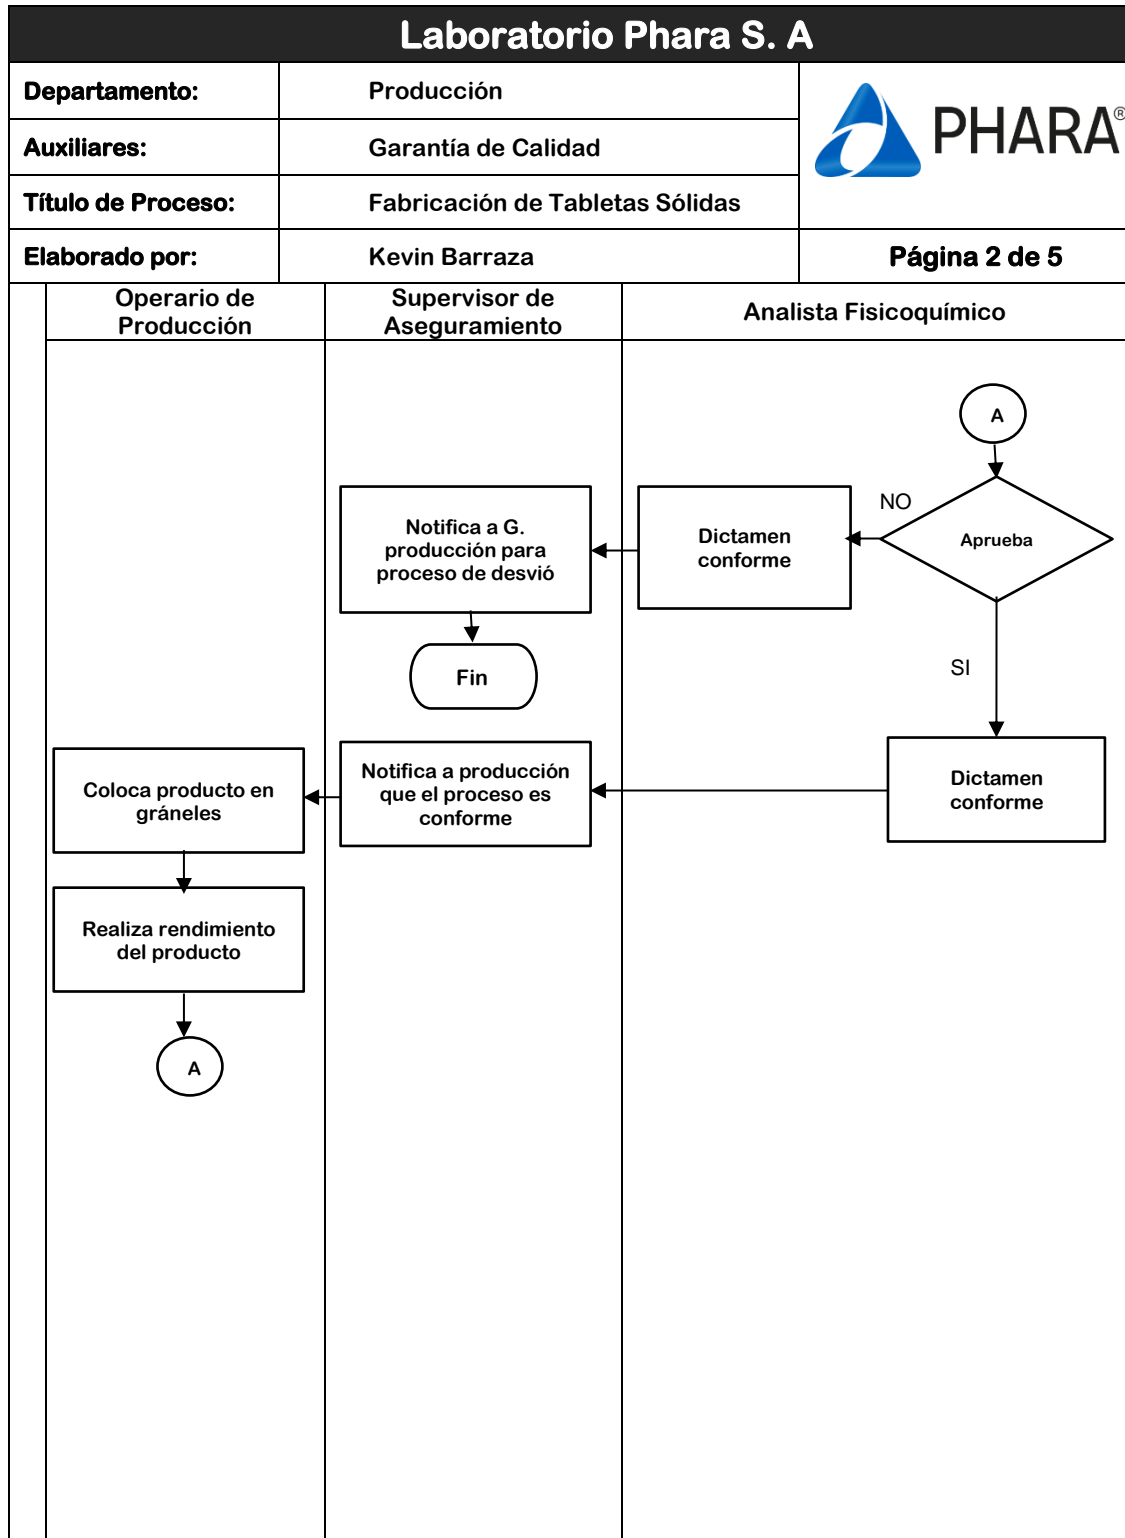 Laboratorio Phara S. A
Departamento:
Producción
Auxiliares:
Garantía de Calidad
Título de Proceso:
Fabricación de Tabletas Sólidas
PHARA®
Elaborado por:
Kevin Barraza
Página 2 de 5
Operario de
Producción
Supervisor de
Aseguramiento
Analista Fisicoquímico
A
Aprueba
NO
Dictamen
conforme
Notifica a G.
producción para
proceso de desvió
Fin
SI
Dictamen
conforme
Notifica a producción
que el proceso es
conforme
Coloca producto en
gráneles
Realiza rendimiento
del producto
A